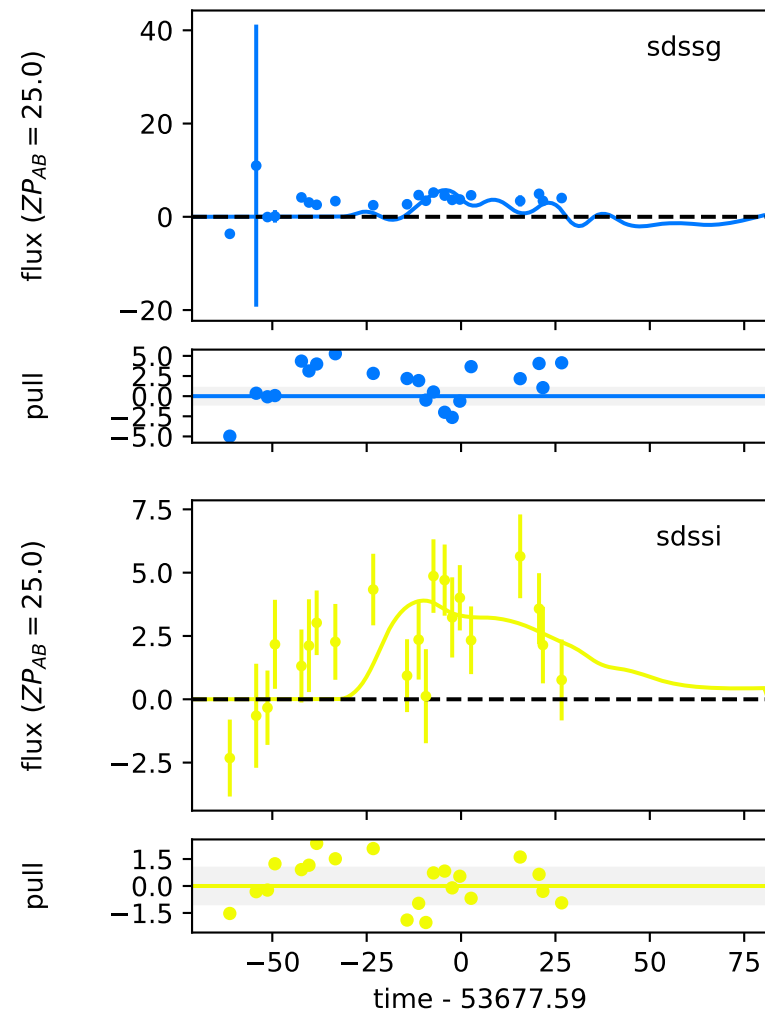 40
sdssg
20
flux (ZP_AB = 25.0)
0
−20
5.0
2.5
pull
0.0
−2.5
−5.0
7.5
sdssi
5.0
flux (ZP_AB = 25.0)
2.5
0.0
−2.5
1.5
pull
0.0
−1.5
−50 −25 0 25 50 75
time - 53677.59